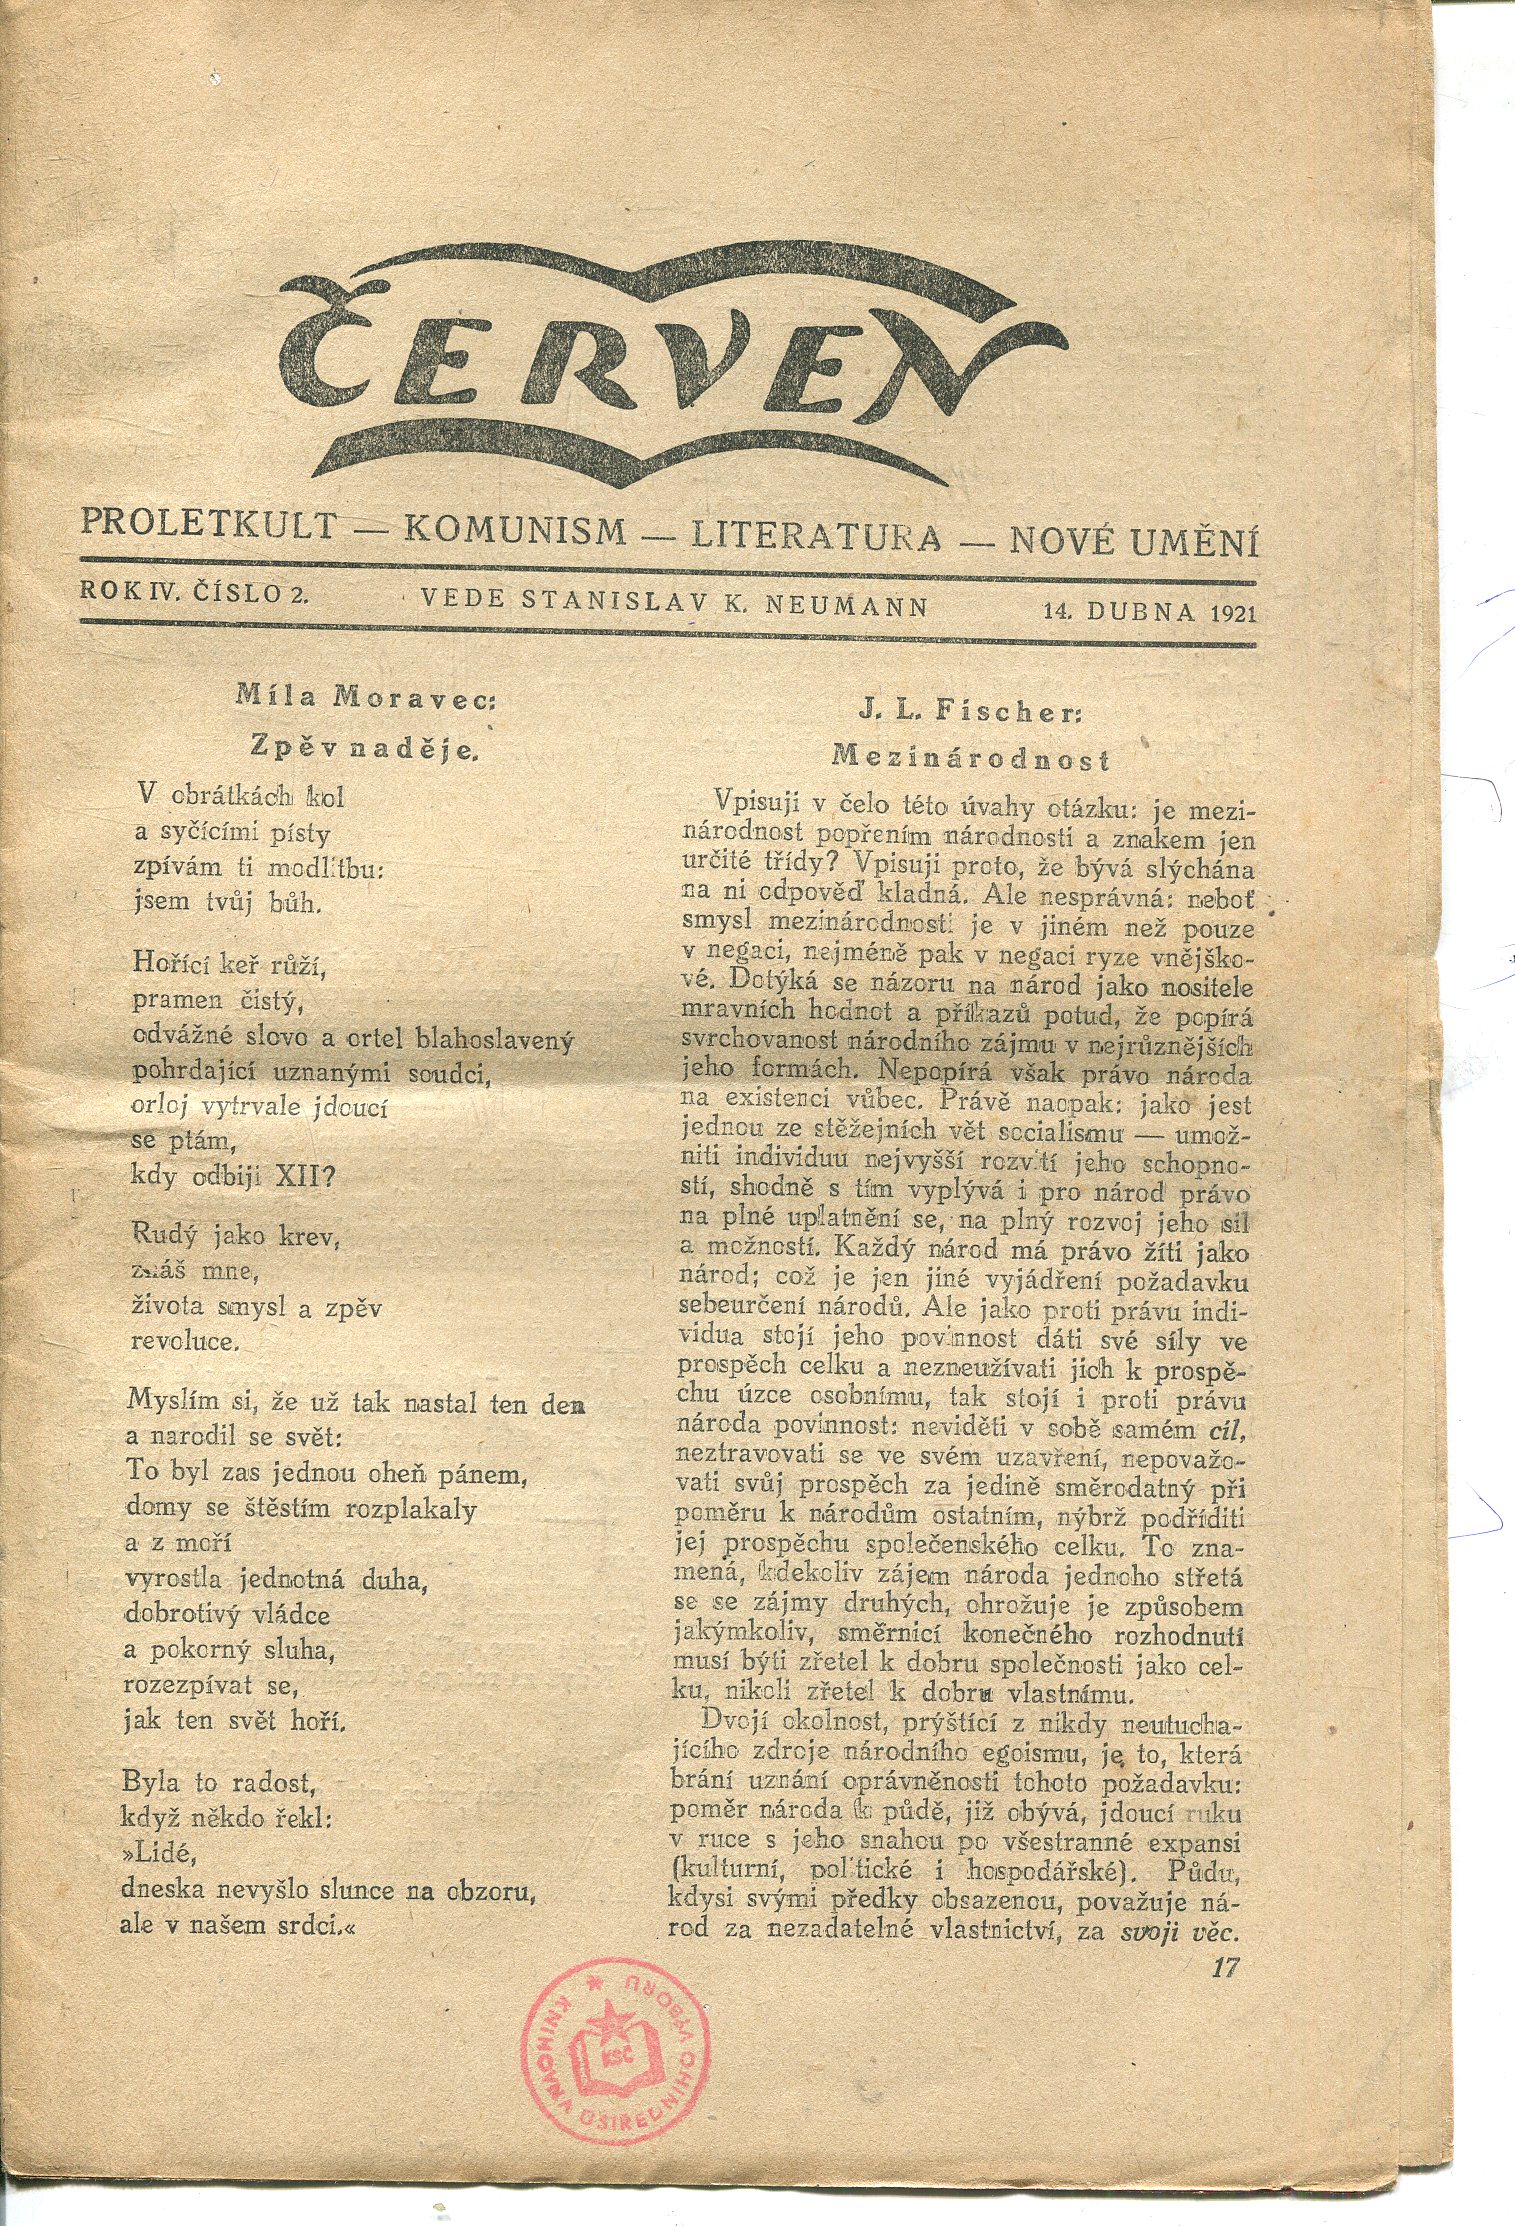 ČERVEN
PROLETKULT — KOMUNISM — LITERATURA — NOVÉ UMĚNÍ
ROK IV. ČÍSLO 2. VEDE STANISLAV K. NEUMANN 14. DUBNA 1921
Míla Moravec:
Zpěv naděje.
V obrátkách kol
a syčícími písty
zpívám ti modlitbu:
jsem tvůj bůh.
Hořící keř růží,
pramen čistý,
odvážné slovo a ortel blahoslavený
pohrdající uznanými soudci,
orloj vytrvale jdoucí
se ptám,
kdy odbiji XII?
Rudý jako krev,
znáš mne,
života smysl a zpěv
revoluce.
Myslím si, že už tak nastal ten den
a narodil se svět:
To byl zas jednou oheň pánem,
domy se štěstím rozplakaly
a z moří
vyrostla jednotná duha,
dobrotivý vládce
a pokorný sluha,
rozezpívat se,
jak ten svět hoří.
Byla to radost,
když někdo řekl:
»Lidé,
dneska nevyšlo slunce na obzoru,
ale v našem srdci.«
J. L. Fischer:
Mezinárodnost
Vpisuji v čelo této úvahy otázku: je mezi-
národnost popřením národnosti a znakem jen
určité třídy? Vpisuji proto, že bývá slýchána
na ni odpověď kladná. Ale nesprávná: neboť
smysl mezinárodnosti je v jiném než pouze
v negaci, nejméně pak v negaci ryze vnějško-
vé. Dotýká se názoru na národ jako nositele
mravních hodnot a příkazů potud, že popírá
svrchovanost národního zájmu v nejrůznějších
jeho formách. Nepopírá však právo národa
na existenci vůbec. Právě naopak: jako jest
jednou ze stěžejních vět socialismu — umož-
niti individuu nejvyšší rozvití jeho schopno-
stí, shodně s tím vyplývá i pro národ právo
na plné uplatnění se, na plný rozvoj jeho sil
a možností. Každý národ má právo žíti jako
národ; což je jen jiné vyjádření požadavku
sebeurčení národů. Ale jako proti právu indi-
vidua stojí jeho povinnost dáti své síly ve
prospěch celku a nezneužívati jich k prospě-
chu úzce osobnímu, tak stojí i proti právu
národa povinnost: neviděti v sobě samém cíl,
neztravovati se ve svém uzavření, nepovažo-
vati svůj prospěch za jedině směrodatný při
poměru k národům ostatním, nýbrž podříditi
jej prospěchu společenského celku. To zna-
mená, kdekoliv zájem národa jednoho střetá
se se zájmy druhých, ohrožuje je způsobem
jakýmkoliv, směrnicí konečného rozhodnutí
musí býti zřetel k dobru společnosti jako cel-
ku, nikoli zřetel k dobru vlastnímu.
Dvojí okolnost, prýštící z nikdy neutucha-
jícího zdroje národního egoismu, je to, která
brání uznání oprávněnosti tohoto požadavku:
poměr národa k půdě, již obývá, jdoucí ruku
v ruce s jeho snahou po všestranné expansi
(kulturní, politické i hospodářské). Půdu,
kdysi svými předky obsazenou, považuje ná-
rod za nezadatelné vlastnictví, za svoji věc.
17
KNIHOVNA ÚSTŘEDNÍHO VÝBORU
KSČ